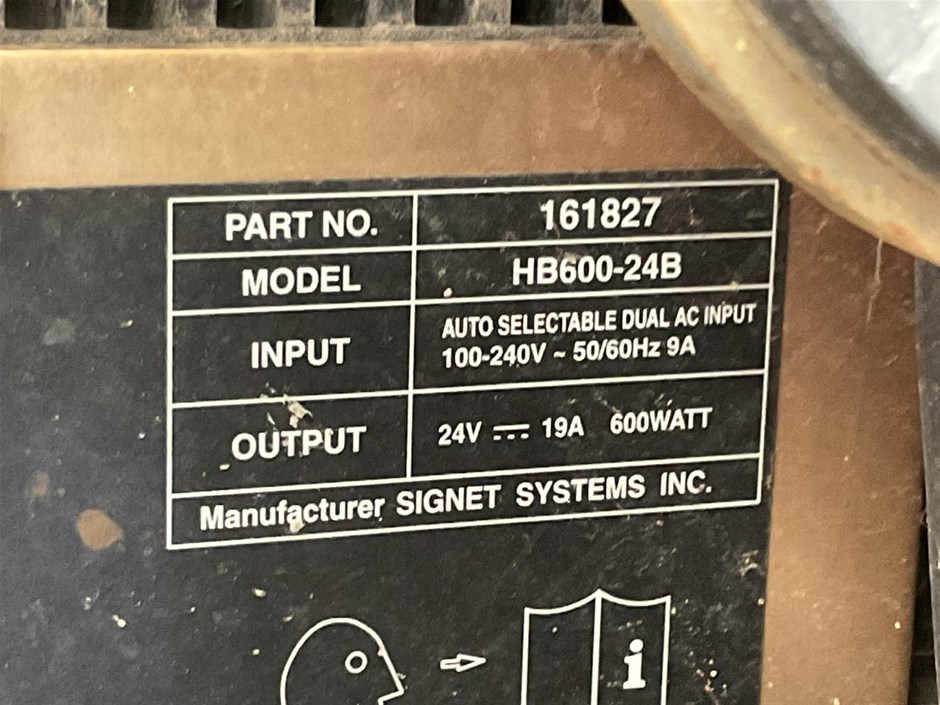 PART NO. 161827
MODEL HB600-24B
INPUT AUTO SELECTABLE DUAL AC INPUT
100-240V ~ 50/60Hz 9A
OUTPUT 24V ⎓ 19A 600WATT
Manufacturer SIGNET SYSTEMS INC.
i